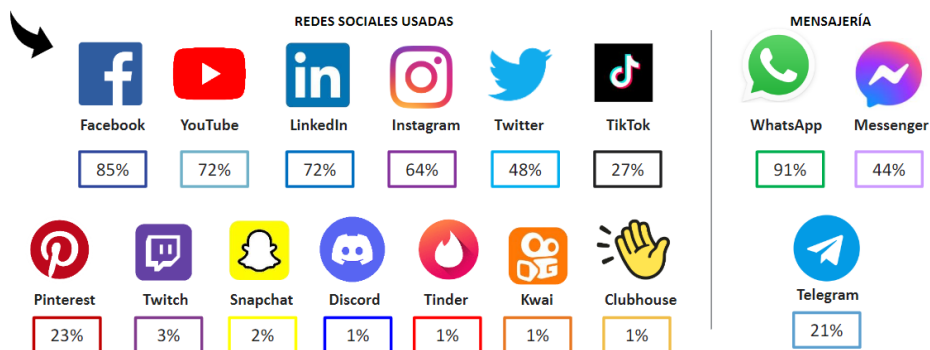 REDES SOCIALES USADAS
MENSAJERÍA
Facebook YouTube LinkedIn Instagram Twitter TikTok
WhatsApp Messenger
85% 72% 72% 64% 48% 27%
91% 44%
Pinterest Twitch Snapchat Discord Tinder Kwai Clubhouse
Telegram
23% 3% 2% 1% 1% 1% 1%
21%